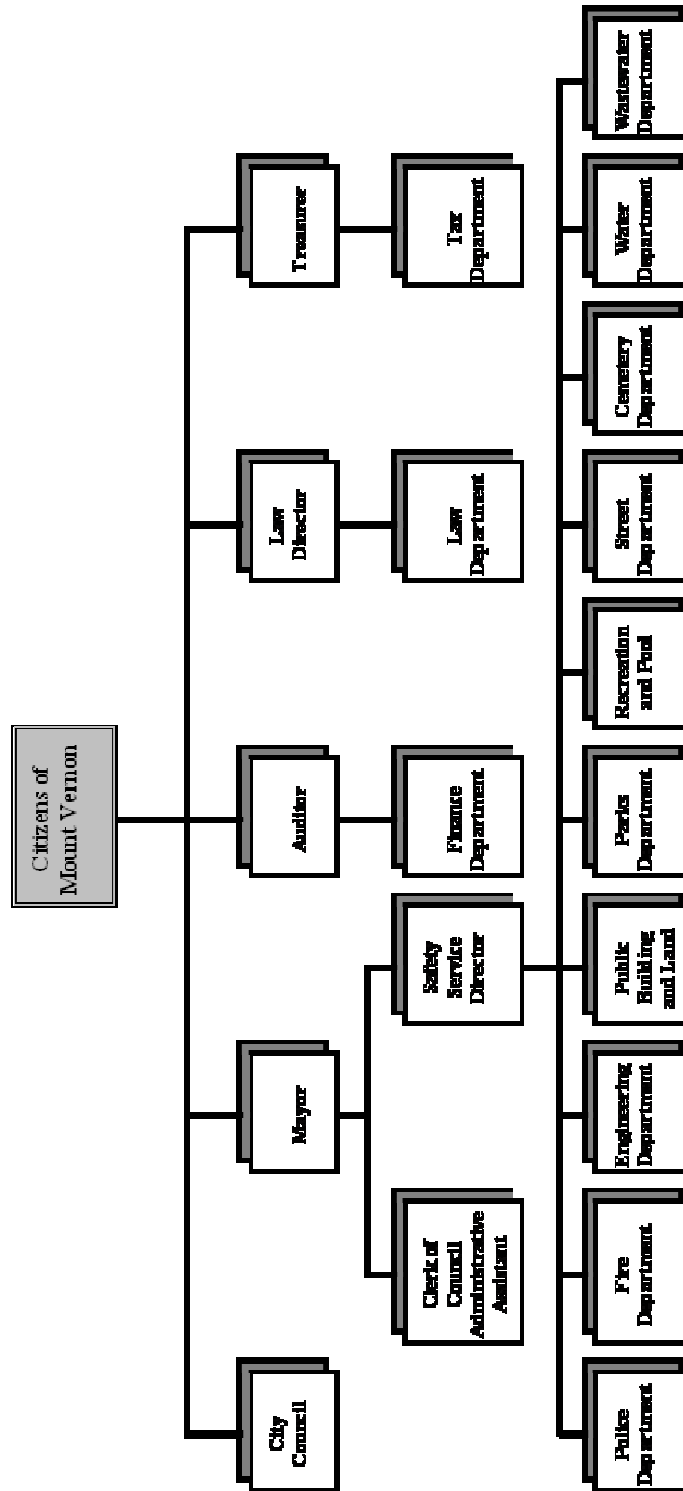 Citizens of
Mount Vernon
City
Council
Mayor
Auditor
Law
Director
Treasurer
Clerk of
Council
Administrative
Assistant
Safety
Service
Director
Finance
Department
Law
Department
Tax
Department
Police
Department
Fire
Department
Engineering
Department
Public
Building
and Land
Parks
Department
Recreation
and Pool
Street
Department
Cemetery
Department
Water
Department
Wastewater
Department